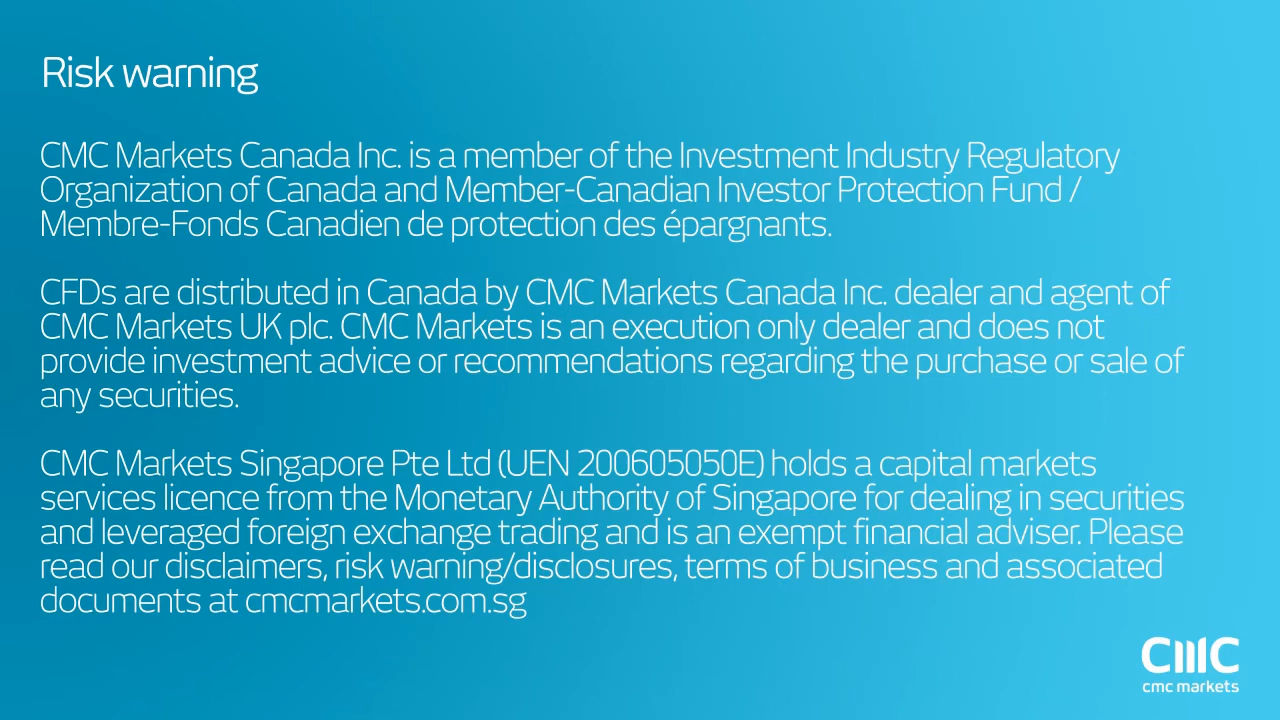 Risk warning
CMC Markets Canada Inc. is a member of the Investment Industry Regulatory
Organization of Canada and Member-Canadian Investor Protection Fund /
Membre-Fonds Canadien de protection des épargnants.
CFDs are distributed in Canada by CMC Markets Canada Inc. dealer and agent of
CMC Markets UK plc. CMC Markets is an execution only dealer and does not
provide investment advice or recommendations regarding the purchase or sale of
any securities.
CMC Markets Singapore Pte Ltd (UEN 200605050E) holds a capital markets
services licence from the Monetary Authority of Singapore for dealing in securities
and leveraged foreign exchange trading and is an exempt financial adviser. Please
read our disclaimers, risk warning/disclosures, terms of business and associated
documents at cmcmarkets.com.sg
CMC
cmc markets